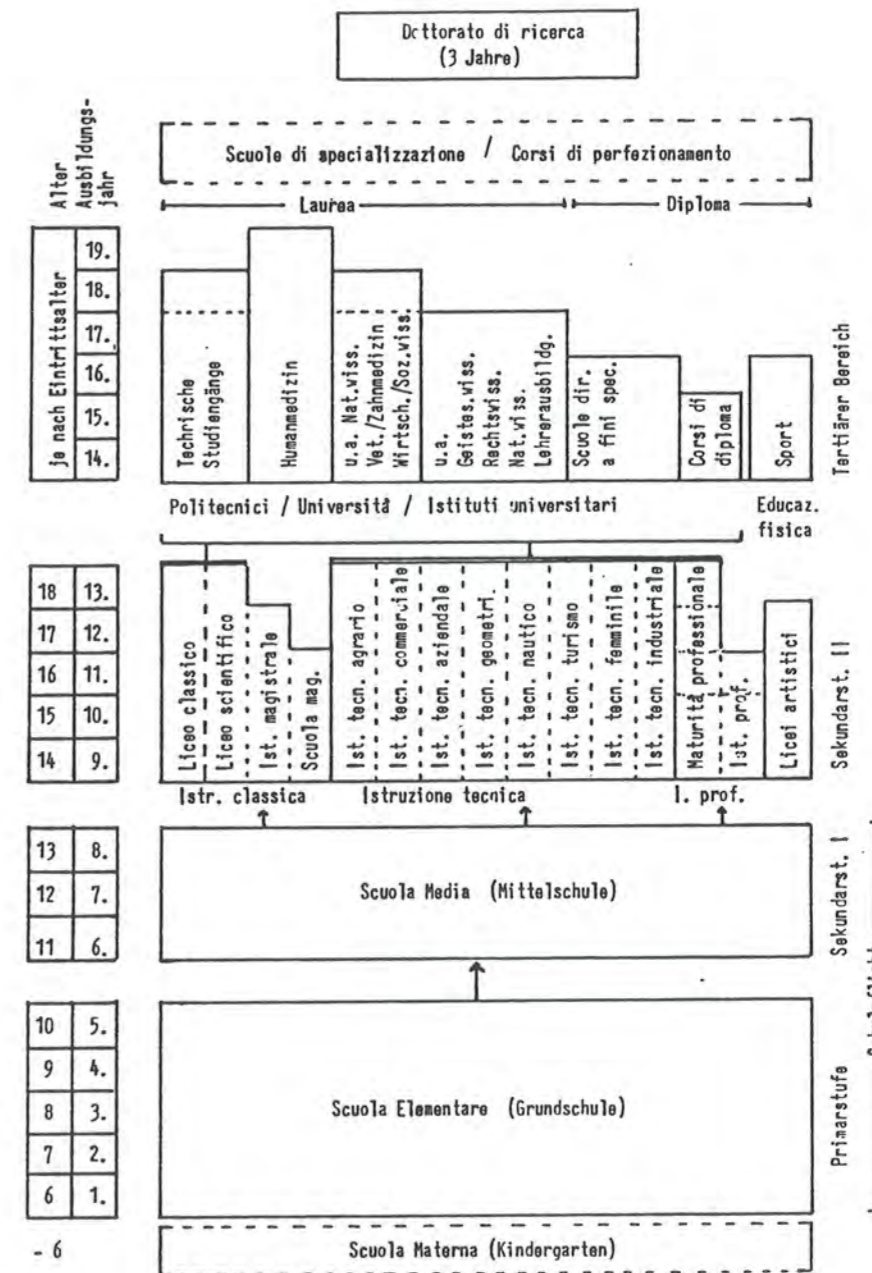 Dottorato di ricerca
(3 Jahre)
Alter
Ausbildungs-
jahr
Scuole di specializzazione / Corsi di perfezionamento
Laurea
Diploma
je nach Eintrittsalter
19.
18.
17.
16.
15.
14.
Technische
Studiengänge
Humanmedizin
u.a. Nat.wiss.
Vet./Zahnmedizin
Wirtsch./Soz.wiss.
u.a.
Geistes.wiss.
Rechtswiss.
Nat.wiss.
Lehrerausbildg.
Scuole dir.
a fini spec.
Corsi di
diploma
Sport
Tertiärer Bereich
Politecnici / Università / Istituti universitari
Educaz.
fisica
18 13.
17 12.
16 11.
15 10.
14 9.
Liceo classico
Liceo scientifico
Ist. magistrale
Scuola mag.
Ist. tecn. agrario
Ist. tecn. commerciale
Ist. tecn. aziendale
Ist. tecn. geometri.
Ist. tecn. nautico
Ist. tecn. turismo
Ist. tecn. femminile
Ist. tecn. industriale
Maturità professionale
Ist. prof.
Licei artistici
Sekundarst. II
Istr. classica
Istruzione tecnica
I. prof.
13 8.
12 7.
11 6.
Scuola Media (Mittelschule)
Sekundarst. I
10 5.
9 4.
8 3.
7 2.
6 1.
Scuola Elementare (Grundschule)
Primarstufe
- 6
Scuola Materna (Kindergarten)